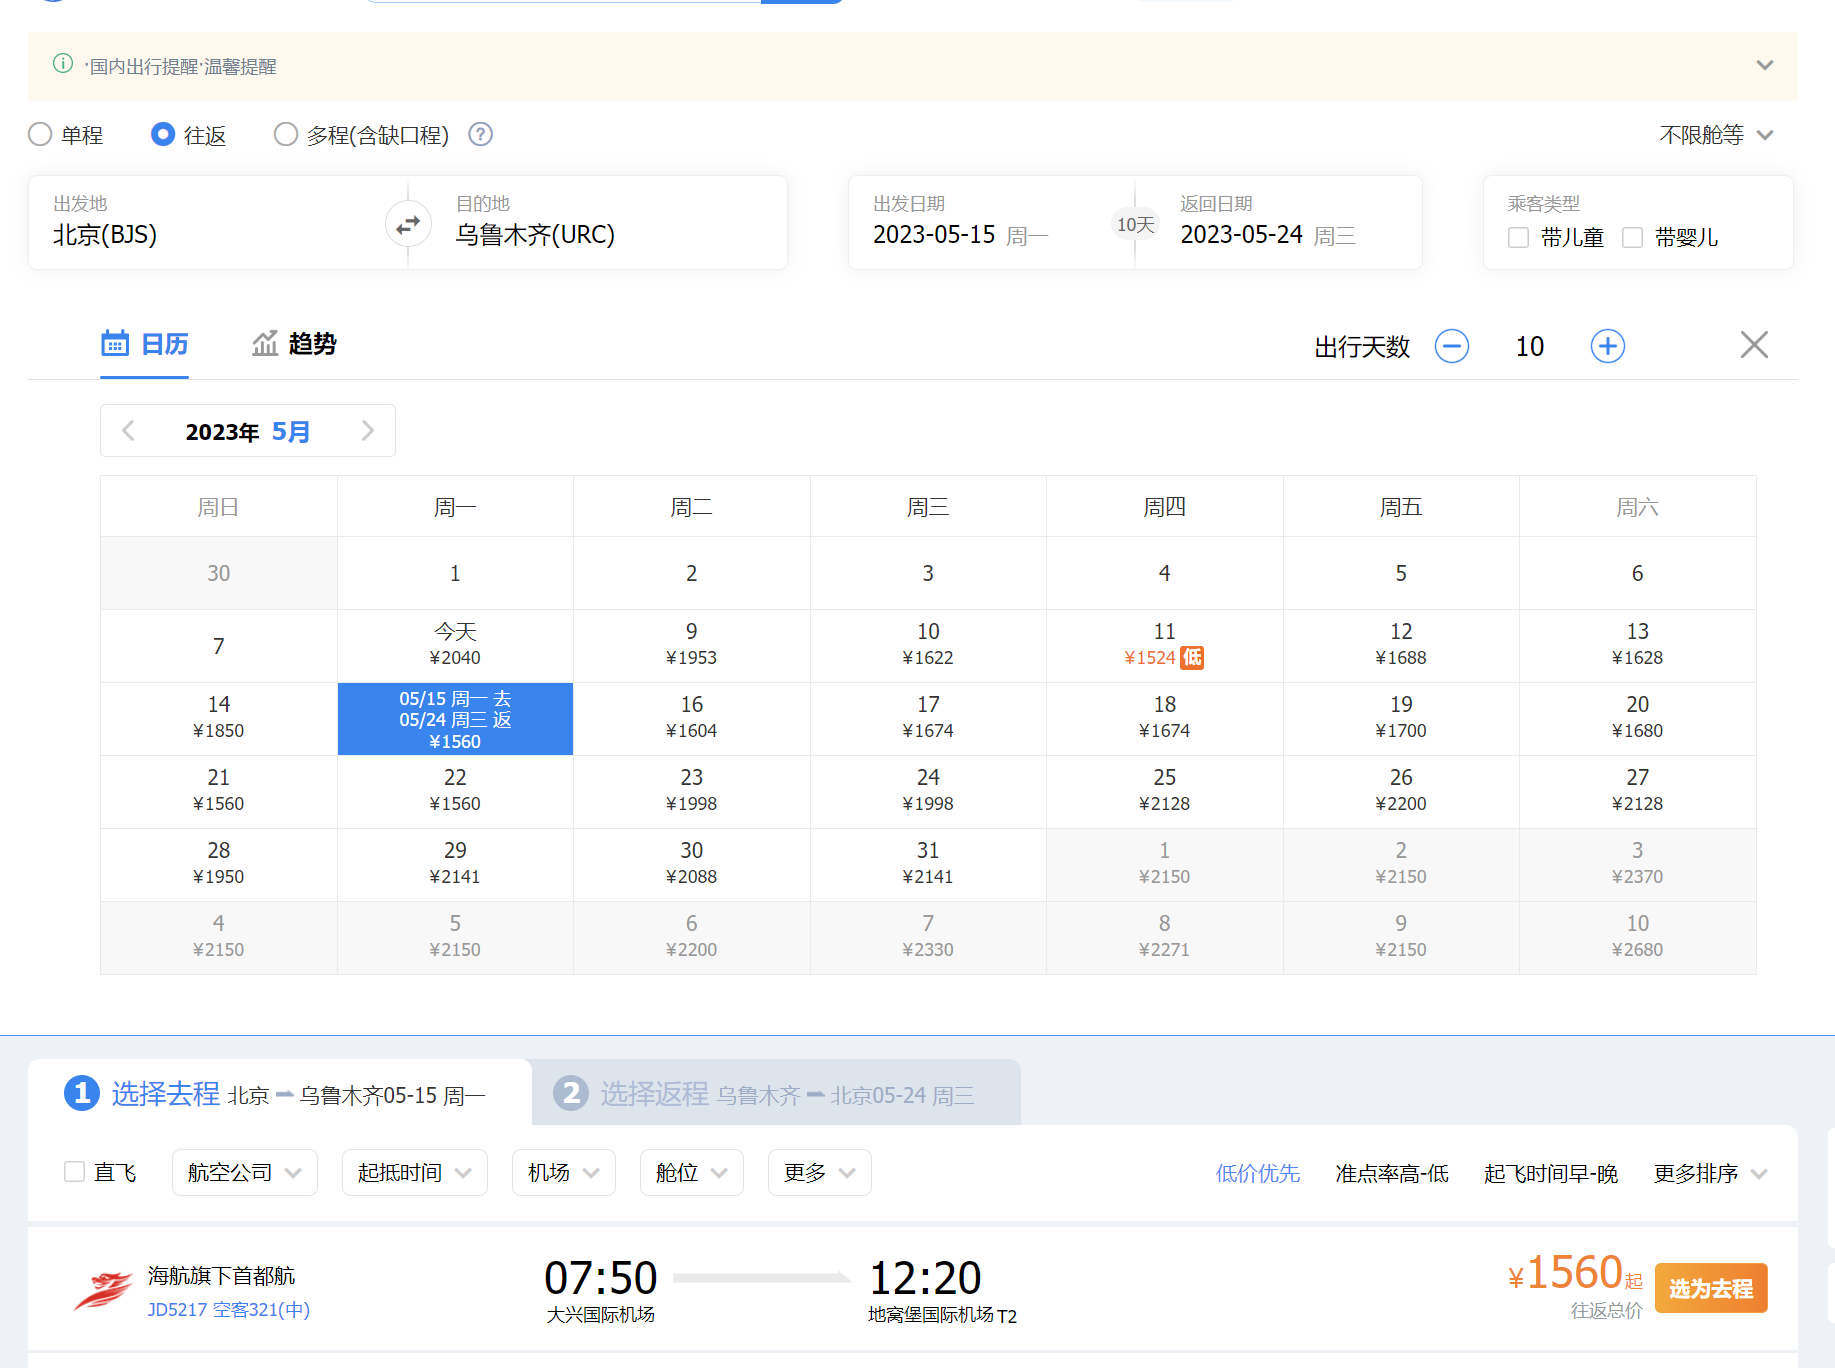 ·国内出行提醒·温馨提醒
单程 往返 多程(含缺口程) ? 不限舱等
出发地 目的地 出发日期 返回日期 乘客类型
北京(BJS) 乌鲁木齐(URC) 2023-05-15 周一 10天 2023-05-24 周三 带儿童 带婴儿
日历 趋势 出行天数 10
2023年 5月
周日 周一 周二 周三 周四 周五 周六
30 1 2 3 4 5 6
7 今天 9 10 11 12 13
¥2040 ¥1953 ¥1622 ¥1524 低 ¥1688 ¥1628
14 05/15 周一 去 16 17 18 19 20
05/24 周三 返
¥1850 ¥1560 ¥1604 ¥1674 ¥1674 ¥1700 ¥1680
21 22 23 24 25 26 27
¥1560 ¥1560 ¥1998 ¥1998 ¥2128 ¥2200 ¥2128
28 29 30 31 1 2 3
¥1950 ¥2141 ¥2088 ¥2141 ¥2150 ¥2150 ¥2370
4 5 6 7 8 9 10
¥2150 ¥2150 ¥2200 ¥2330 ¥2271 ¥2150 ¥2680
1 选择去程 北京 乌鲁木齐05-15 周一 2 选择返程 乌鲁木齐 北京05-24 周三
直飞 航空公司 起抵时间 机场 舱位 更多 低价优先 准点率高-低 起飞时间早-晚 更多排序
海航旗下首都航 07:50 12:20 ¥1560起 选为去程
JD5217 空客321(中) 大兴国际机场 地窝堡国际机场 T2 往返总价